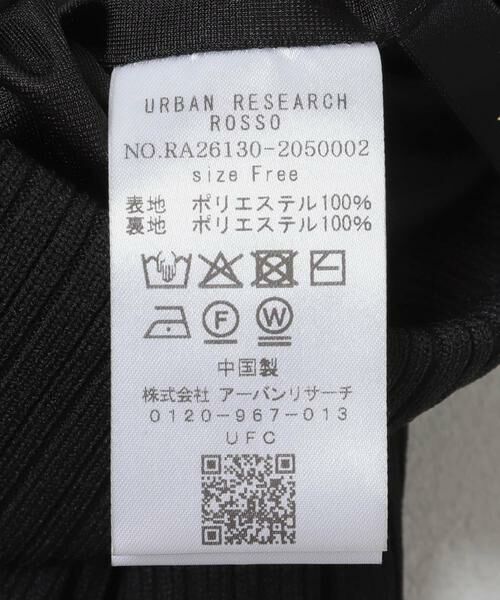 URBAN RESEARCH
ROSSO
NO.RA26130-2050002
size Free
表地 ポリエステル100%
裏地 ポリエステル100%
F W
中国製
株式会社 アーバンリサーチ
0120-967-013
UFC